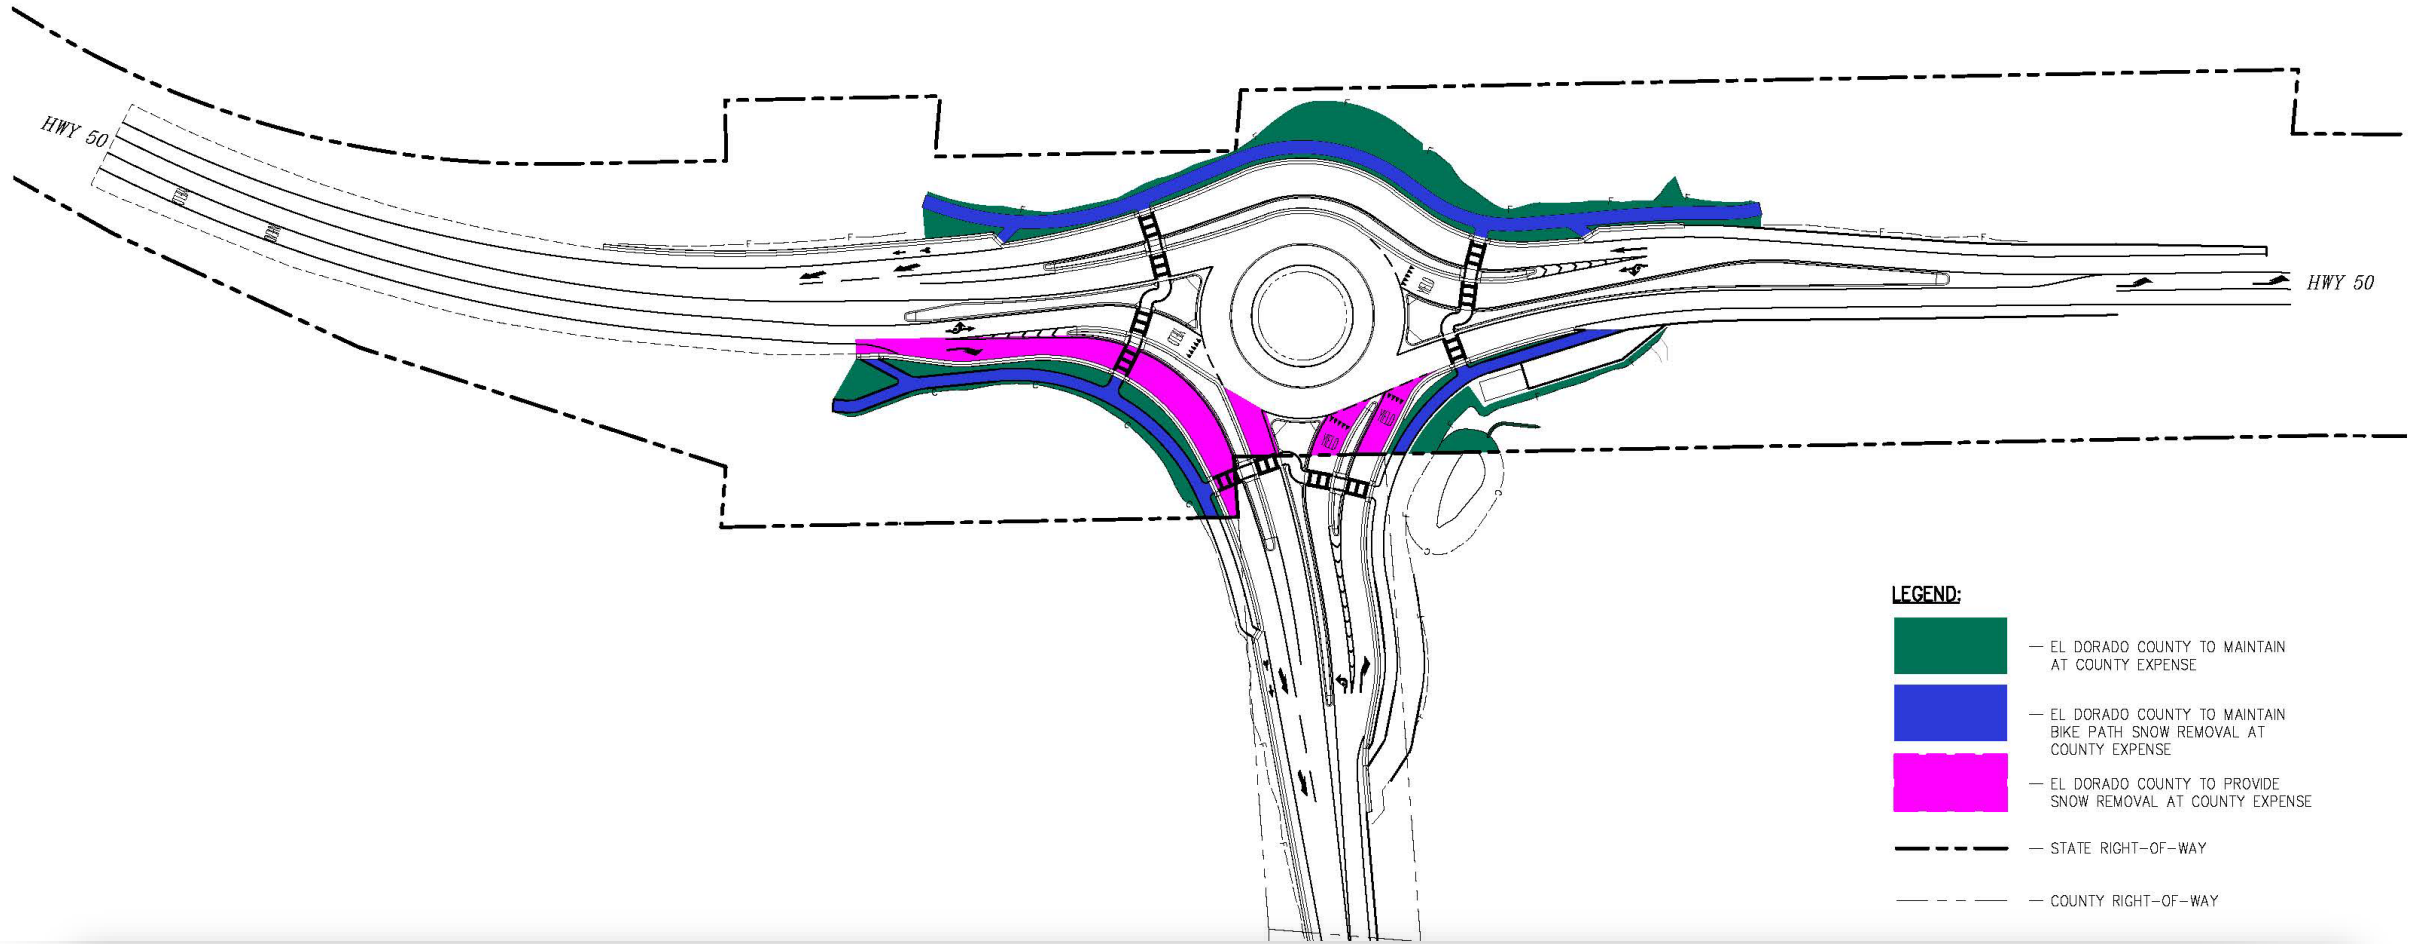 HWY 50
HWY 50
YIELD
YIELD
LEGEND:
— EL DORADO COUNTY TO MAINTAIN
AT COUNTY EXPENSE
— EL DORADO COUNTY TO MAINTAIN
BIKE PATH SNOW REMOVAL AT
COUNTY EXPENSE
— EL DORADO COUNTY TO PROVIDE
SNOW REMOVAL AT COUNTY EXPENSE
— STATE RIGHT-OF-WAY
— COUNTY RIGHT-OF-WAY